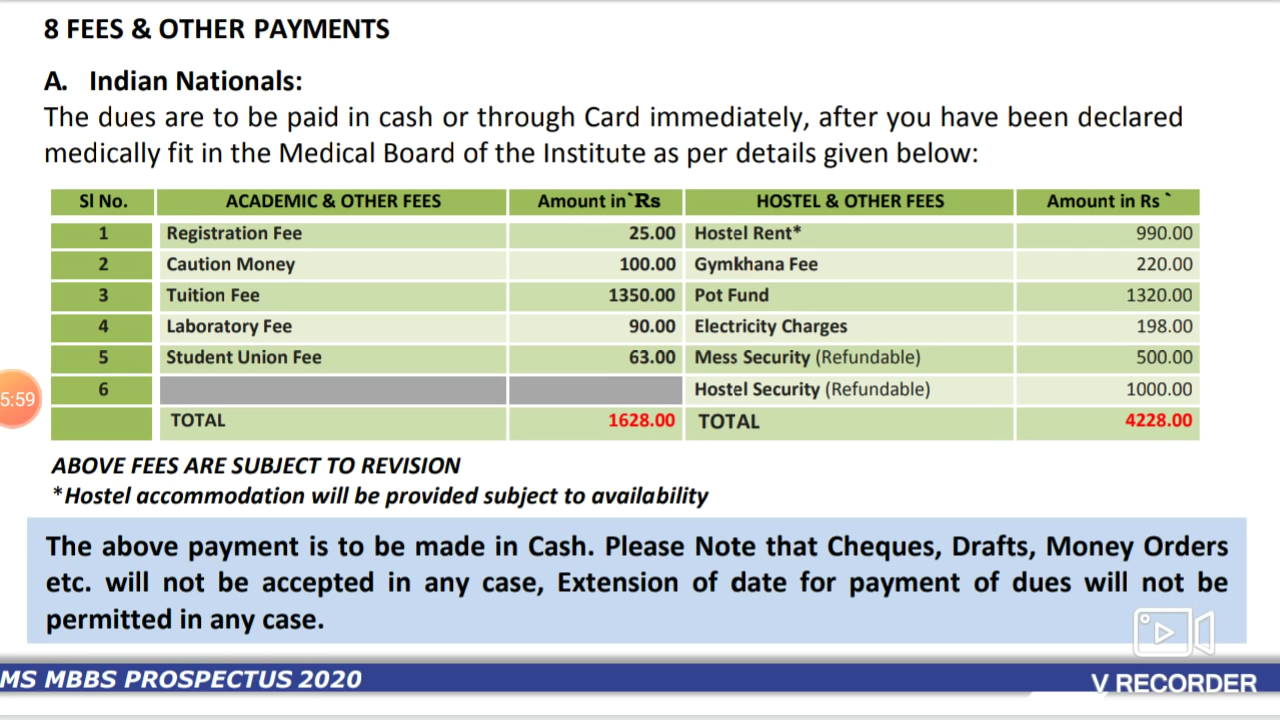 8 FEES & OTHER PAYMENTS
A. Indian Nationals:
The dues are to be paid in cash or through Card immediately, after you have been declared
medically fit in the Medical Board of the Institute as per details given below:
Sl No. ACADEMIC & OTHER FEES Amount in`Rs HOSTEL & OTHER FEES Amount in Rs `
1 Registration Fee 25.00 Hostel Rent* 990.00
2 Caution Money 100.00 Gymkhana Fee 220.00
3 Tuition Fee 1350.00 Pot Fund 1320.00
4 Laboratory Fee 90.00 Electricity Charges 198.00
5 Student Union Fee 63.00 Mess Security (Refundable) 500.00
6 Hostel Security (Refundable) 1000.00
5:59
TOTAL 1628.00 TOTAL 4228.00
ABOVE FEES ARE SUBJECT TO REVISION
*Hostel accommodation will be provided subject to availability
The above payment is to be made in Cash. Please Note that Cheques, Drafts, Money Orders
etc. will not be accepted in any case, Extension of date for payment of dues will not be
permitted in any case.
MS MBBS PROSPECTUS 2020
V RECORDER